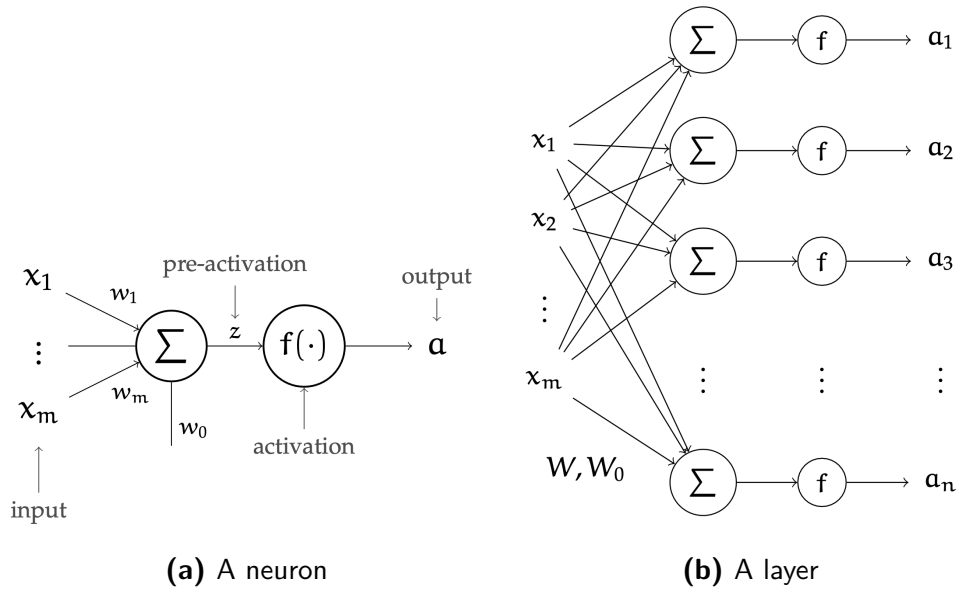 pre-activation
output
x₁
w₁
z
⋮
∑
f(·)
a
xₘ
wₘ
w₀
activation
input
(a) A neuron
∑ f a₁
x₁
∑ f a₂
x₂
∑ f a₃
⋮
xₘ
⋮ ⋮ ⋮
W, W₀
∑ f aₙ
(b) A layer